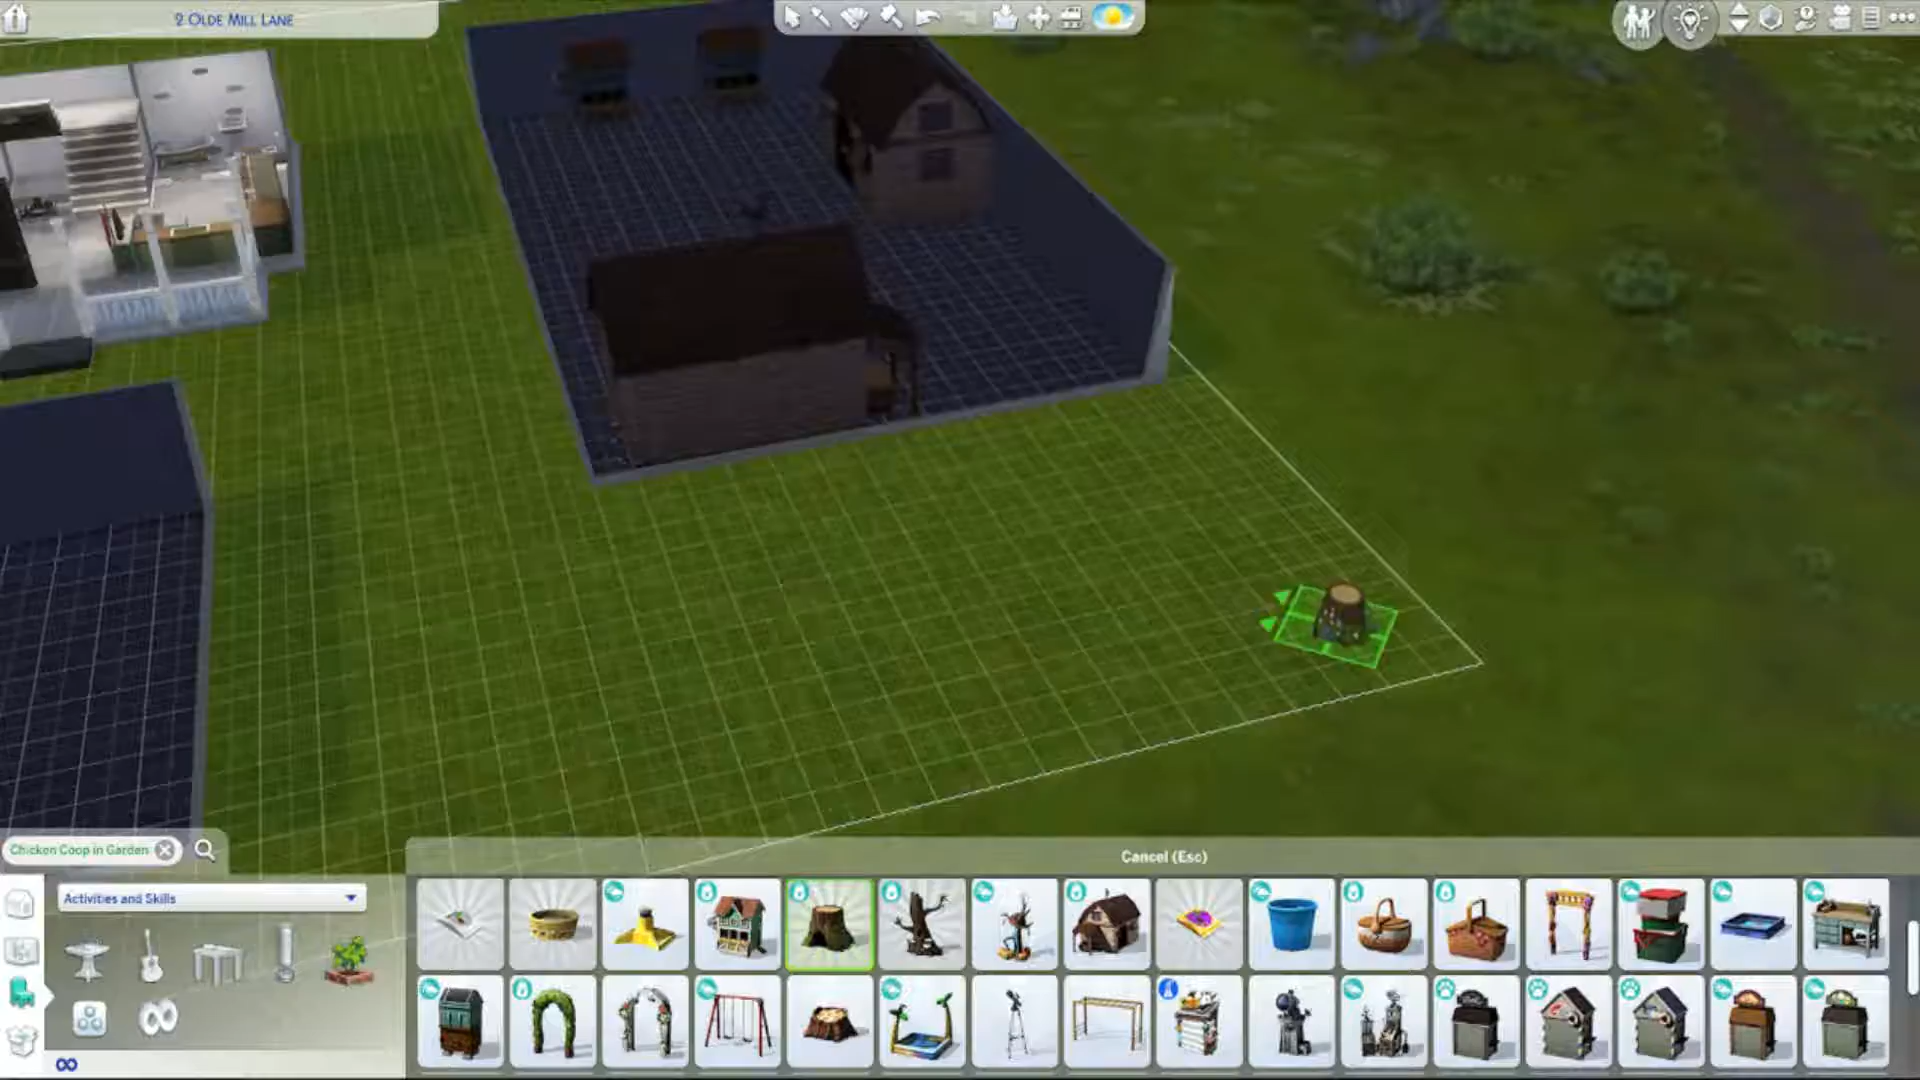 2 OLDE MILL LANE
Cancel (Esc)
Chicken Coop in Garden
Activities and Skills